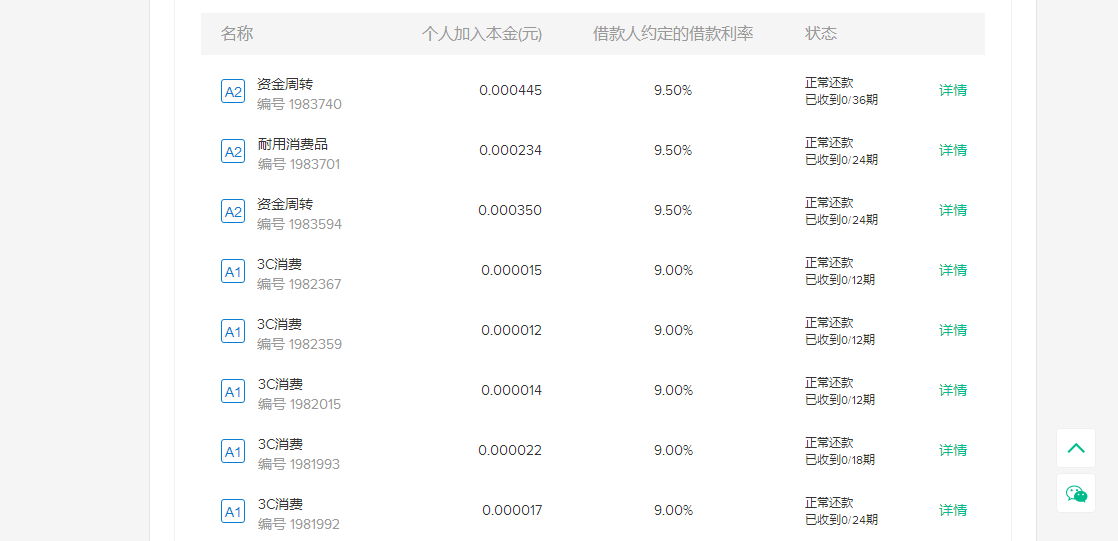 名称 个人加入本金(元) 借款人约定的借款利率 状态
A2 资金周转 0.000445 9.50% 正常还款 详情
编号 1983740 已收到0/36期
A2 耐用消费品 0.000234 9.50% 正常还款 详情
编号 1983701 已收到0/24期
A2 资金周转 0.000350 9.50% 正常还款 详情
编号 1983594 已收到0/24期
A1 3C消费 0.000015 9.00% 正常还款 详情
编号 1982367 已收到0/12期
A1 3C消费 0.000012 9.00% 正常还款 详情
编号 1982359 已收到0/12期
A1 3C消费 0.000014 9.00% 正常还款 详情
编号 1982015 已收到0/12期
A1 3C消费 0.000022 9.00% 正常还款 详情
编号 1981993 已收到0/18期
A1 3C消费 0.000017 9.00% 正常还款 详情
编号 1981992 已收到0/24期